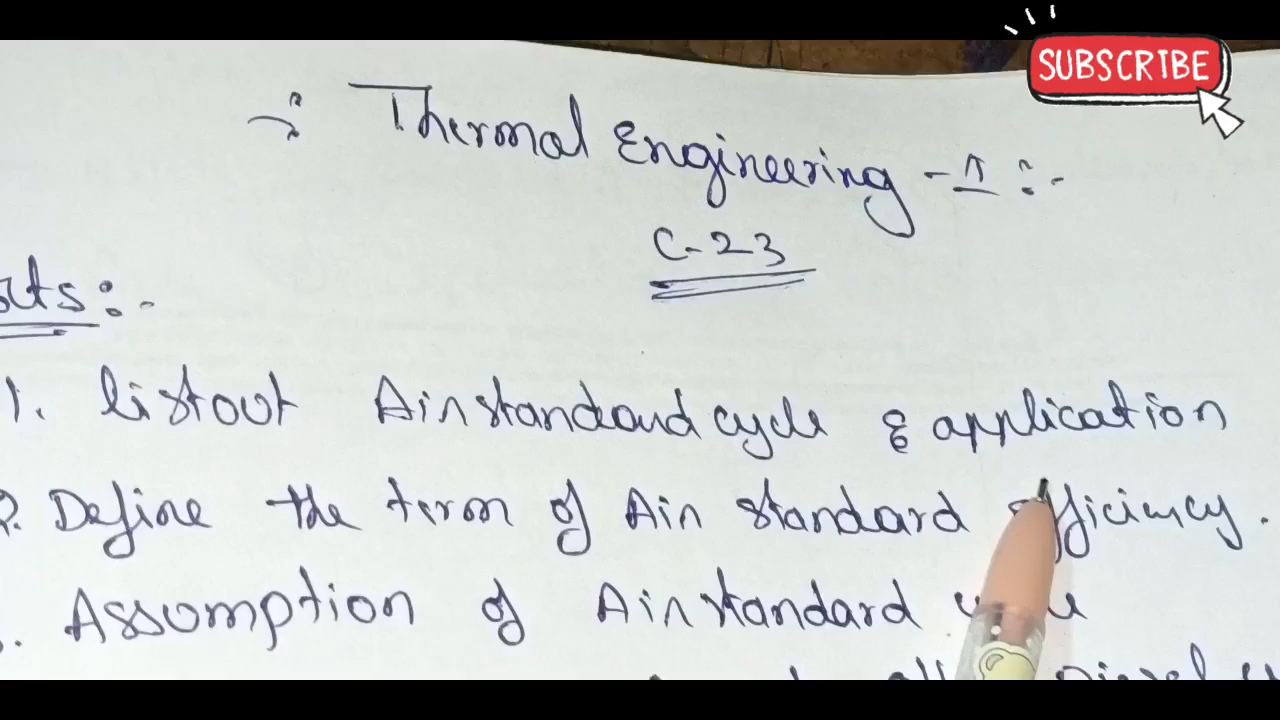 SUBSCRIBE
:- Thermal Engineering - I :-
C-23
1. listout Air standard cycle & application
2. Define the term of Air standard efficiency.
Assumption of Air standard